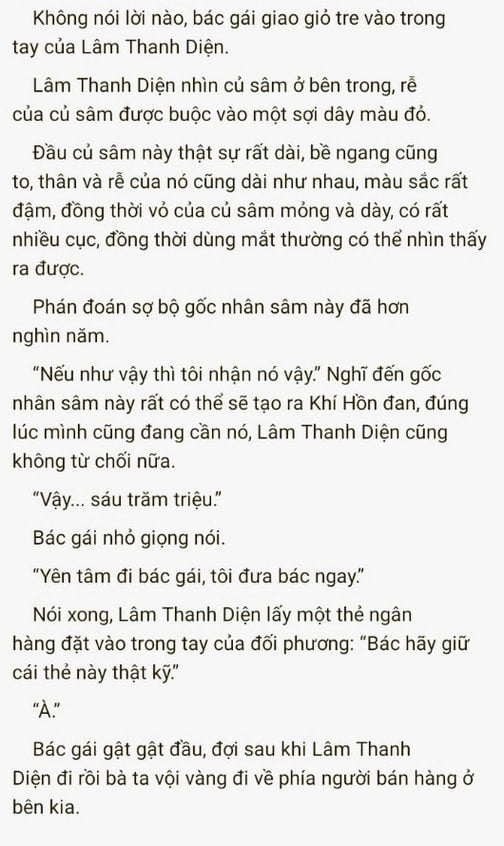 Không nói lời nào, bác gái giao giỏ tre vào trong
tay của Lâm Thanh Diện.
Lâm Thanh Diện nhìn củ sâm ở bên trong, rễ
của củ sâm được buộc vào một sợi dây màu đỏ.
Đầu củ sâm này thật sự rất dài, bề ngang cũng
to, thân và rễ của nó cũng dài như nhau, màu sắc rất
đậm, đồng thời vỏ của củ sâm mỏng và dày, có rất
nhiều cục, đồng thời dùng mắt thường có thể nhìn thấy
ra được.
Phán đoán sợ bộ gốc nhân sâm này đã hơn
nghìn năm.
“Nếu như vậy thì tôi nhận nó vậy.” Nghĩ đến gốc
nhân sâm này rất có thể sẽ tạo ra Khí Hồn đan, đúng
lúc mình cũng đang cần nó, Lâm Thanh Diện cũng
không từ chối nữa.
“Vậy... sáu trăm triệu.”
Bác gái nhỏ giọng nói.
“Yên tâm đi bác gái, tôi đưa bác ngay.”
Nói xong, Lâm Thanh Diện lấy một thẻ ngân
hàng đặt vào trong tay của đối phương: “Bác hãy giữ
cái thẻ này thật kỹ.”
“À.”
Bác gái gật gật đầu, đợi sau khi Lâm Thanh
Diện đi rồi bà ta vội vàng đi về phía người bán hàng ở
bên kia.